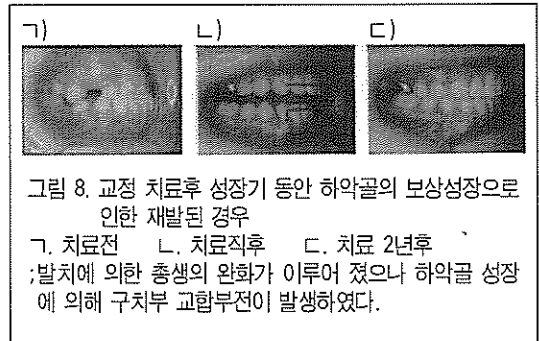 ㄱ) ㄴ) ㄷ)
그림 8. 교정 치료후 성장기 동안 하악골의 보상성장으로
인한 재발된 경우
ㄱ. 치료전 ㄴ. 치료직후 ㄷ. 치료 2년후
;발치에 의한 총생의 완화가 이루어 졌으나 하악골 성장
에 의해 구치부 교합부전이 발생하였다.